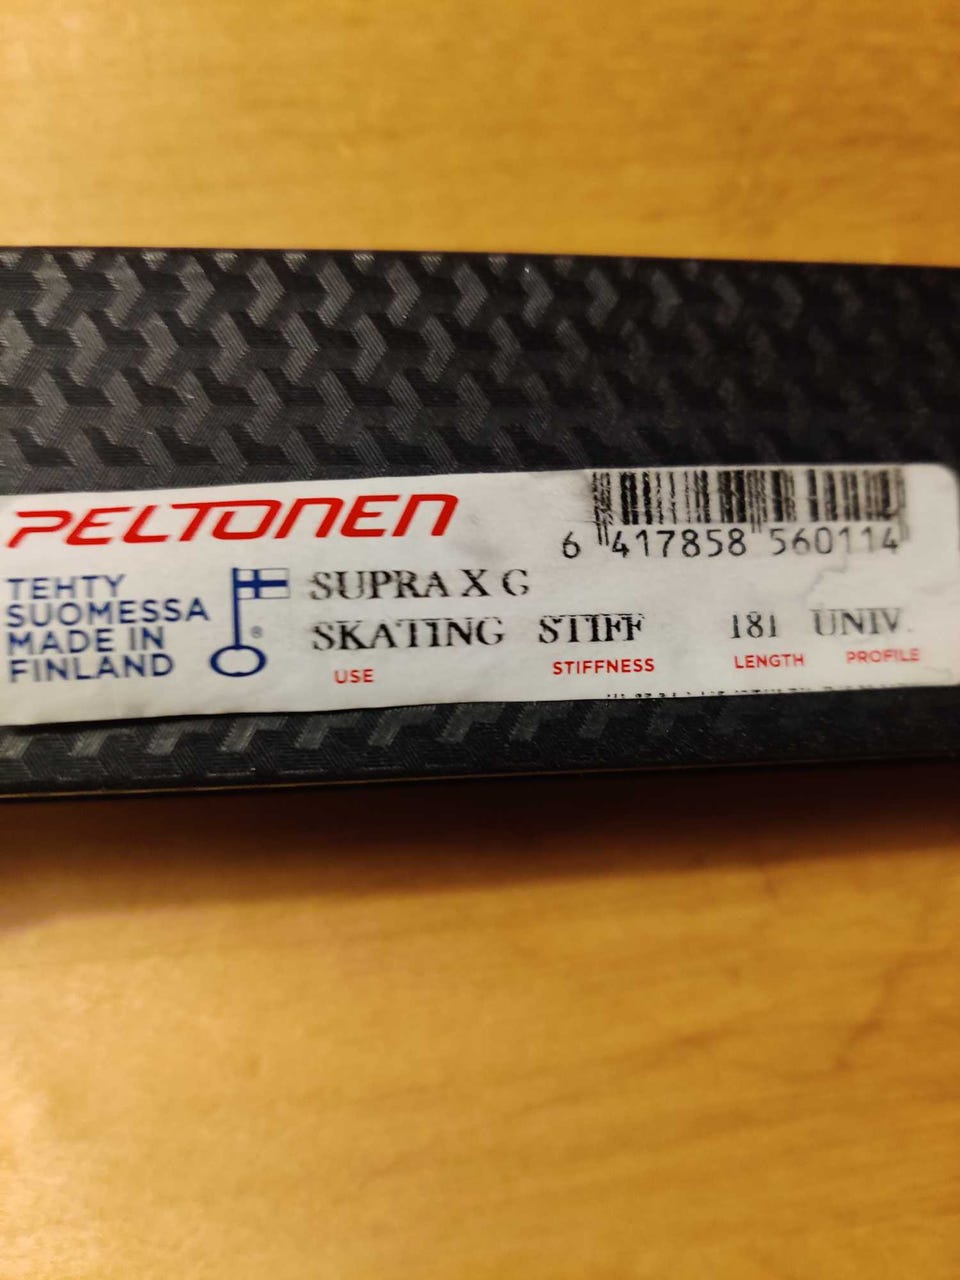 PELTONEN
6 417858 560114
TEHTY
SUOMESSA
MADE IN
FINLAND
®
SUPRA X G
SKATING STIFF 181 UNIV.
USE STIFFNESS LENGTH PROFILE